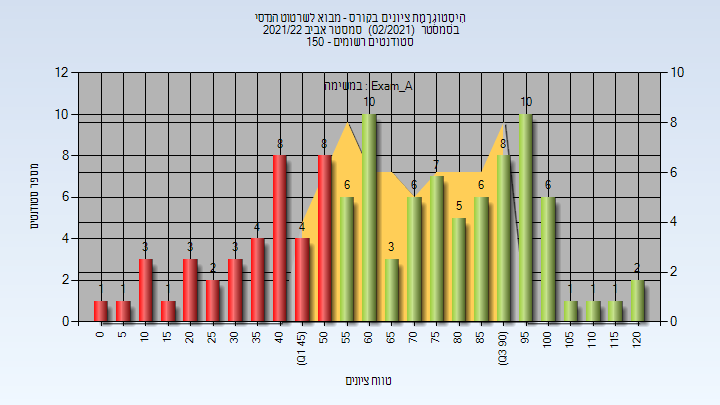 היסטוגרמת ציונים בקורס - מבוא לשרטוט הנדסי
בסמסטר (02/2021) סמסטר אביב 2021/22
סטודנטים רשומים - 150
במשימה : Exam_A
12 10 8 6 4 2 0
10 8 6 4 2 0
מספר סטודנטים
1 1 3 1 3 2 3 4 8 4 8 6 10 3 6 7 5 6 8 10 6 1 1 1 2
0 5 10 15 20 25 30 35 40 (Q1 45) 50 55 60 65 70 75 80 85 (Q3 90) 95 100 105 110 115 120
טווח ציונים